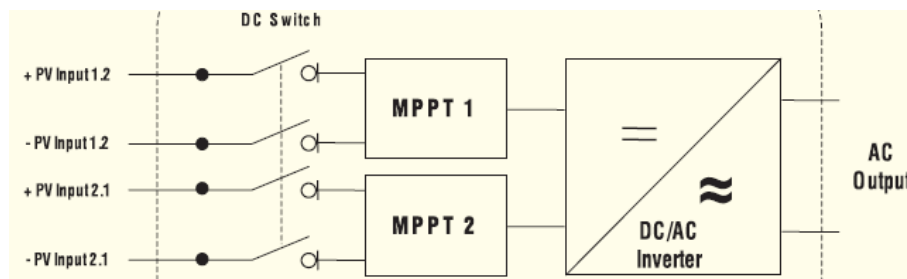 DC Switch
+ PV Input 1.2
- PV Input 1.2
+ PV Input 2.1
- PV Input 2.1
MPPT 1
MPPT 2
DC/AC
Inverter
AC
Output